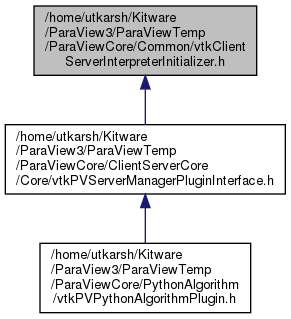 /home/utkarsh/Kitware
/ParaView3/ParaViewTemp
/ParaViewCore/Common/vtkClient
ServerInterpreterInitializer.h
/home/utkarsh/Kitware
/ParaView3/ParaViewTemp
/ParaViewCore/ClientServerCore
/Core/vtkPVServerManagerPluginInterface.h
/home/utkarsh/Kitware
/ParaView3/ParaViewTemp
/ParaViewCore/PythonAlgorithm
/vtkPVPythonAlgorithmPlugin.h